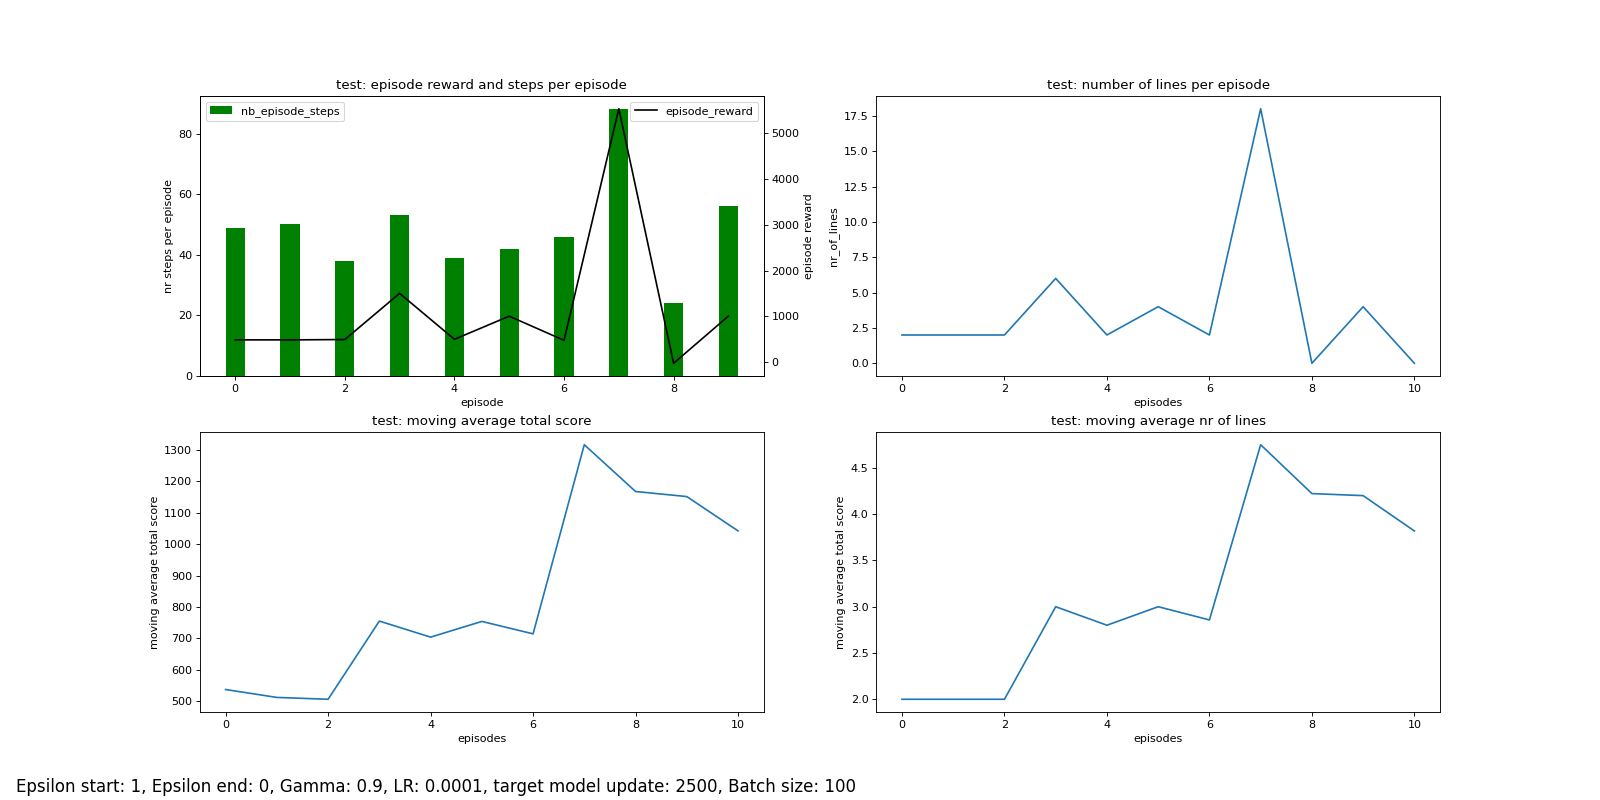 test: episode reward and steps per episode
nb_episode_steps
episode_reward
80
60
40
20
0
nr steps per episode
5000
4000
3000
2000
1000
0
episode reward
0 2 4 6 8
episode
test: number of lines per episode
17.5
15.0
12.5
10.0
7.5
5.0
2.5
0.0
nr_of_lines
0 2 4 6 8 10
episodes
test: moving average total score
1300
1200
1100
1000
900
800
700
600
500
moving average total score
0 2 4 6 8 10
episodes
test: moving average nr of lines
4.5
4.0
3.5
3.0
2.5
2.0
moving average total score
0 2 4 6 8 10
episodes
Epsilon start: 1, Epsilon end: 0, Gamma: 0.9, LR: 0.0001, target model update: 2500, Batch size: 100